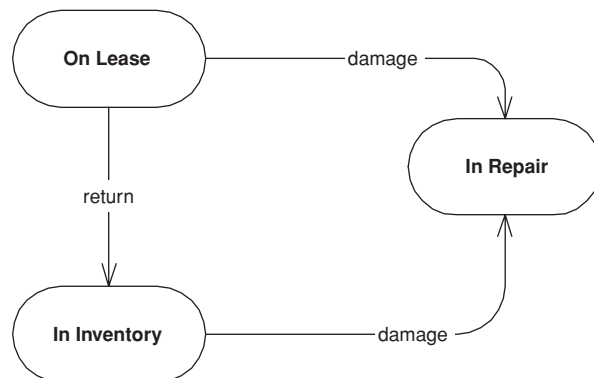 On Lease
damage
In Repair
return
In Inventory
damage